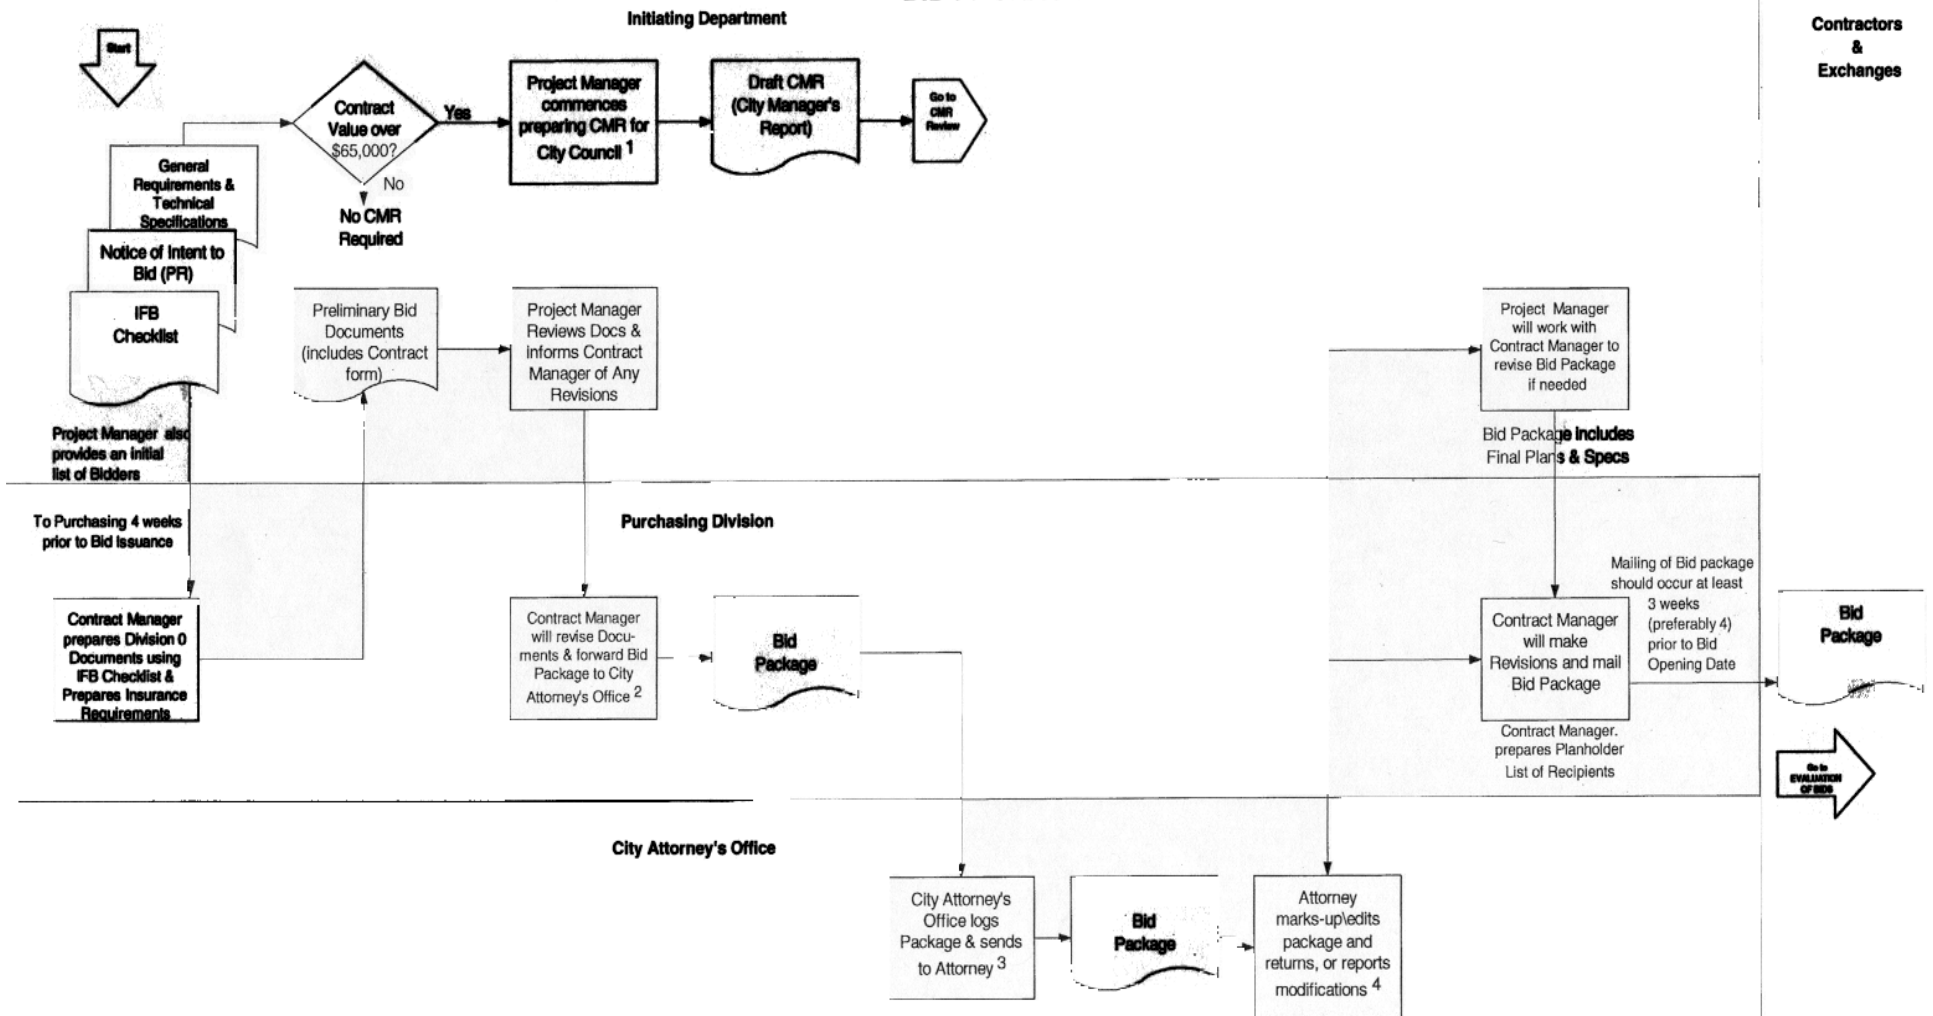 Initiating Department
Contractors
&
Exchanges
Start
Contract
Value over
$65,000?
Yes
No
No CMR
Required
Project Manager
commences
preparing CMR for
City Council 1
Draft CMR
(City Manager's
Report)
Go to
CMR
Review
General
Requirements &
Technical
Specifications
Notice of Intent to
Bid (PR)
IFB
Checklist
Project Manager also
provides an initial
list of Bidders
Preliminary Bid
Documents
(includes Contract
form)
Project Manager
Reviews Docs &
informs Contract
Manager of Any
Revisions
Project Manager
will work with
Contract Manager to
revise Bid Package
if needed
Bid Package includes
Final Plans & Specs
To Purchasing 4 weeks
prior to Bid Issuance
Purchasing Division
Contract Manager
prepares Division 0
Documents using
IFB Checklist &
Prepares Insurance
Requirements
Contract Manager
will revise Docu-
ments & forward Bid
Package to City
Attorney's Office 2
Bid
Package
Contract Manager
will make
Revisions and mail
Bid Package
Contract Manager.
prepares Planholder
List of Recipients
Mailing of Bid package
should occur at least
3 weeks
(preferably 4)
prior to Bid
Opening Date
Bid
Package
Go to
EVALUATION
OF BIDS
City Attorney's Office
City Attorney's
Office logs
Package & sends
to Attorney 3
Bid
Package
Attorney
marks-up\edits
package and
returns, or reports
modifications 4